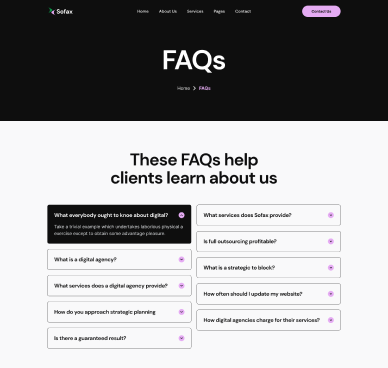 Sofax
Home About Us Services Pages Contact
Contact Us
FAQs
Home > FAQs
These FAQs help
clients learn about us
What everybody ought to know about digital?
Take a trivial example which undertakes laborious physical a
exercise except to obtain some advantage pleasure.
What is a digital agency?
What services does a digital agency provide?
How do you approach strategic planning
Is there a guaranteed result?
What services does Sofax provide?
Is full outsourcing profitable?
What is a strategic to block?
How often should I update my website?
How digital agencies charge for their services?